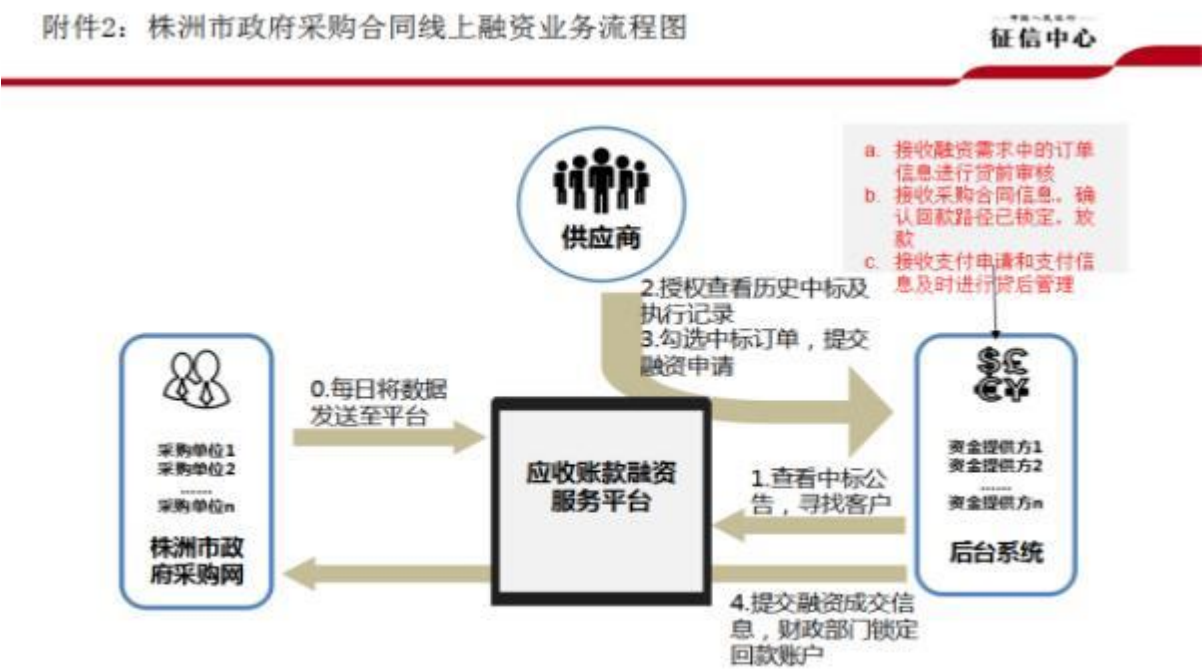 附件2：株洲市政府采购合同线上融资业务流程图
征信中心
a. 接收融资需求中的订单
信息进行贷前审核
b. 接收采购合同信息。确
认回款路径已锁定。放
款
c. 接收支付申请和支付信
息及时进行贷后管理
供应商
2.授权查看历史中标及
执行记录
3.勾选中标订单，提交
融资申请
0.每日将数据
发送至平台
采购单位1
采购单位2
......
采购单位n
株洲市政
府采购网
应收账款融资
服务平台
1.查看中标公
告，寻找客户
资金提供方1
资金提供方2
......
资金提供方n
后台系统
4.提交融资成交信
息，财政部门锁定
回款账户